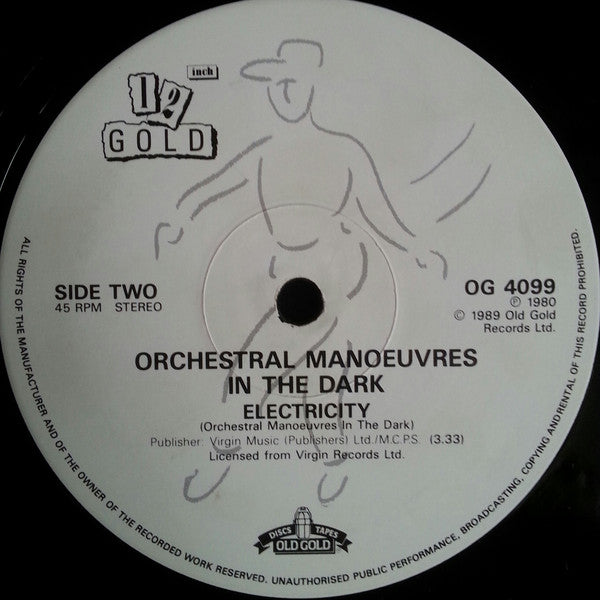 inch
12
GOLD
SIDE TWO
45 RPM STEREO
OG 4099
℗ 1980
© 1989 Old Gold
Records Ltd.
ORCHESTRAL MANOEUVRES
IN THE DARK
ELECTRICITY
(Orchestral Manoeuvres In The Dark)
Publisher: Virgin Music (Publishers) Ltd./M.C.P.S. (3.33)
Licensed from Virgin Records Ltd.
DISCS TAPES
OLD GOLD
ALL RIGHTS OF THE MANUFACTURER AND OF THE OWNER OF THE RECORDED WORK RESERVED. UNAUTHORISED PUBLIC PERFORMANCE, BROADCASTING, COPYING AND RENTAL OF THIS RECORD PROHIBITED.